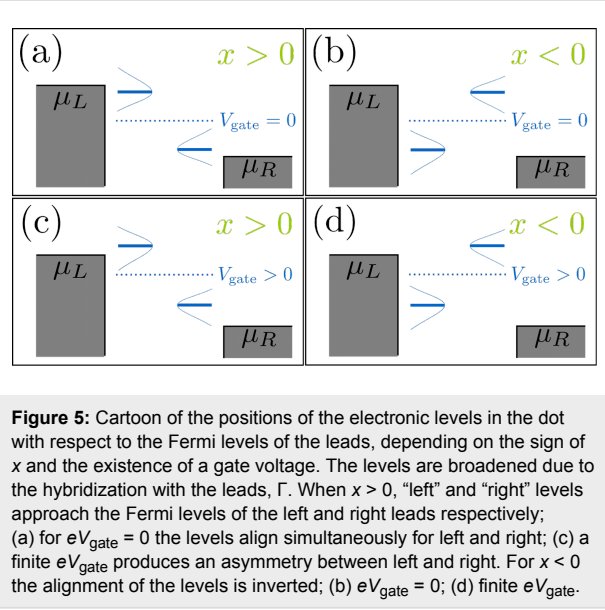 (a) x > 0
μL
Vgate = 0
μR
(b) x < 0
μL
Vgate = 0
μR
(c) x > 0
μL
Vgate > 0
μR
(d) x < 0
μL
Vgate > 0
μR
Figure 5: Cartoon of the positions of the electronic levels in the dot
with respect to the Fermi levels of the leads, depending on the sign of
x and the existence of a gate voltage. The levels are broadened due to
the hybridization with the leads, Γ. When x > 0, “left” and “right” levels
approach the Fermi levels of the left and right leads respectively;
(a) for eVgate = 0 the levels align simultaneously for left and right; (c) a
finite eVgate produces an asymmetry between left and right. For x < 0
the alignment of the levels is inverted; (b) eVgate = 0; (d) finite eVgate.